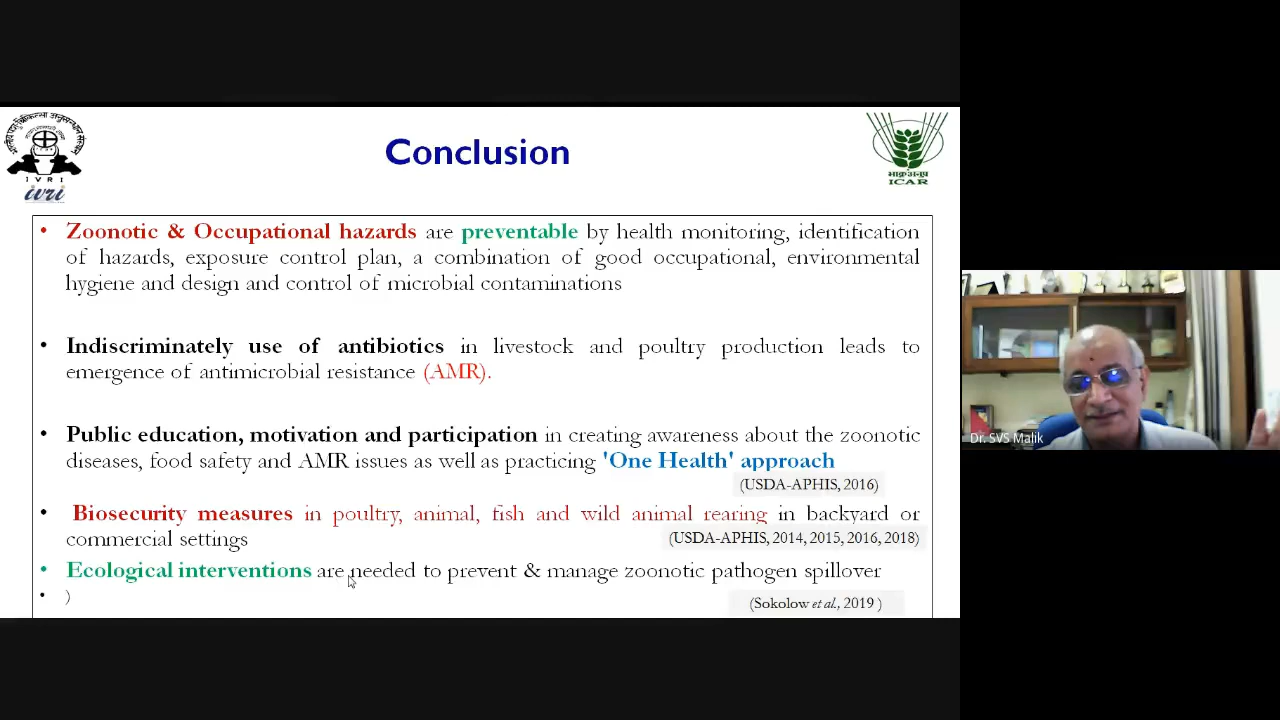 Conclusion
I V R I
ivri
भाकृअनुप
ICAR
• Zoonotic & Occupational hazards are preventable by health monitoring, identification
of hazards, exposure control plan, a combination of good occupational, environmental
hygiene and design and control of microbial contaminations
• Indiscriminately use of antibiotics in livestock and poultry production leads to
emergence of antimicrobial resistance (AMR).
• Public education, motivation and participation in creating awareness about the zoonotic
diseases, food safety and AMR issues as well as practicing 'One Health' approach
(USDA-APHIS, 2016)
• Biosecurity measures in poultry, animal, fish and wild animal rearing in backyard or
commercial settings
(USDA-APHIS, 2014, 2015, 2016, 2018)
• Ecological interventions are needed to prevent & manage zoonotic pathogen spillover
• )
(Sokolow et al., 2019 )
Dr. SVS Malik